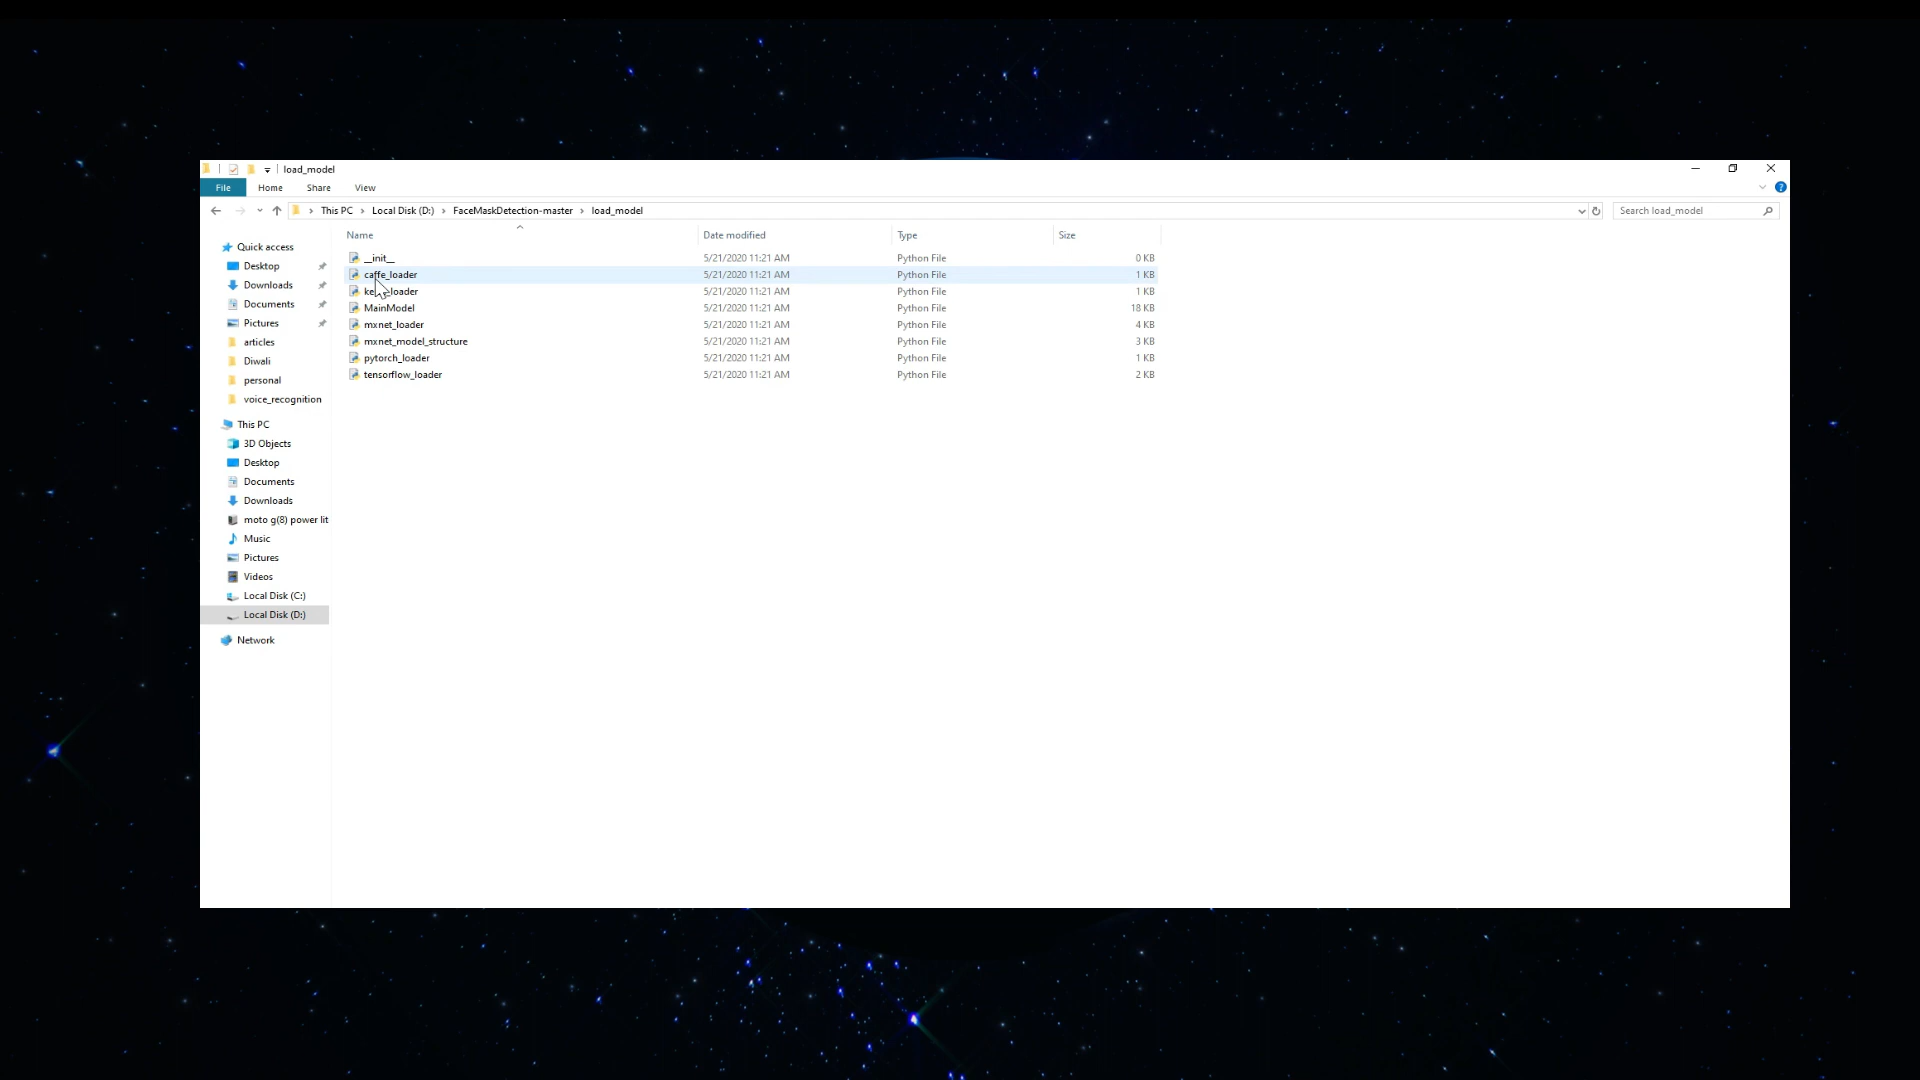 load_model
File Home Share View
This PC Local Disk (D:) FaceMaskDetection-master load_model
Search load_model
Name Date modified Type Size
__init__ 5/21/2020 11:21 AM Python File 0 KB
caffe_loader 5/21/2020 11:21 AM Python File 1 KB
5/21/2020 11:21 AM Python File 1 KB
MainModel 5/21/2020 11:21 AM Python File 18 KB
mxnet_loader 5/21/2020 11:21 AM Python File 4 KB
mxnet_model_structure 5/21/2020 11:21 AM Python File 3 KB
pytorch_loader 5/21/2020 11:21 AM Python File 1 KB
tensorflow_loader 5/21/2020 11:21 AM Python File 2 KB
Quick access
Desktop
Downloads
Documents
Pictures
articles
Diwali
personal
voice_recognition
This PC
3D Objects
Desktop
Documents
Downloads
moto g(8) power lit
Music
Pictures
Videos
Local Disk (C:)
Local Disk (D:)
Network